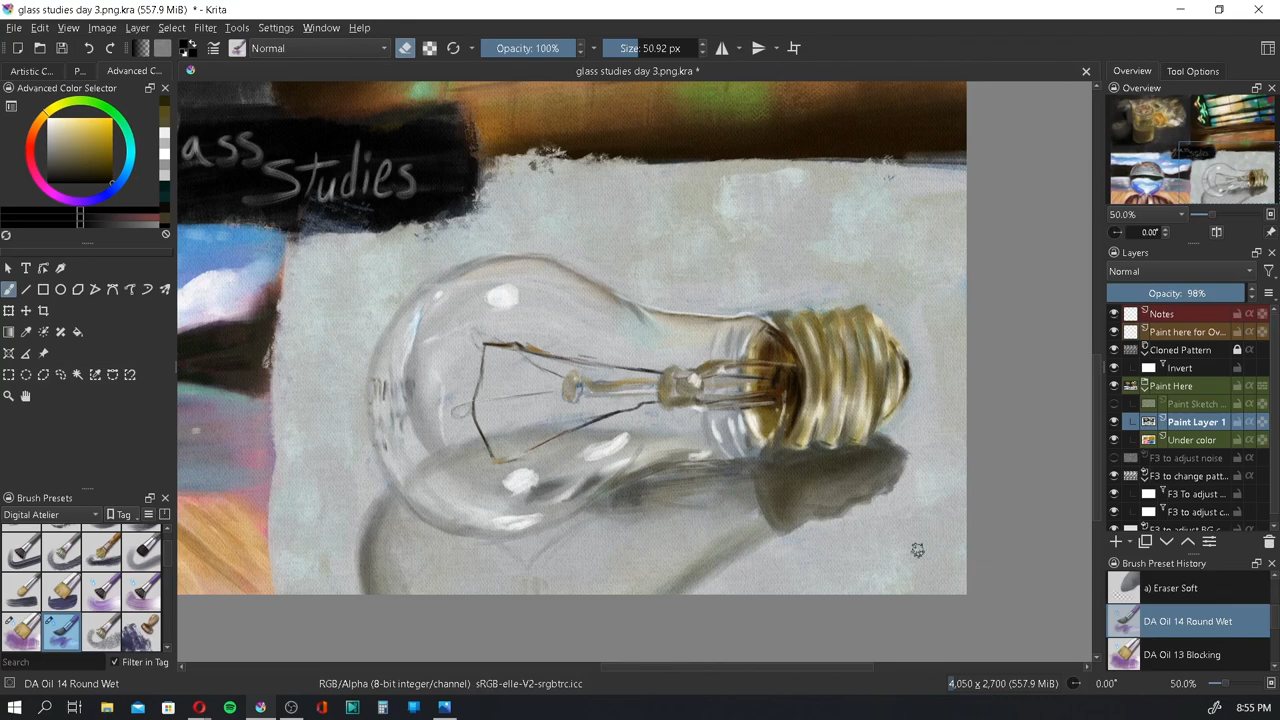 glass studies day 3.png.kra (557.9 MiB) * - Krita
File Edit View Image Layer Select Filter Tools Settings Window Help
Normal
Opacity: 100%
Size: 50.92 px
Artistic C...
P...
Advanced C...
glass studies day 3.png.kra *
Overview
Tool Options
Advanced Color Selector
Overview
ass
Studies
50.0%
0.00°
Layers
Normal
Opacity: 98%
Notes
Paint here for Ov...
Cloned Pattern
Invert
Paint Here
Paint Sketch ...
Paint Layer 1
Under color
F3 to adjust noise
F3 to change patt...
F3 To adjust ...
F3 to adjust c...
F3 to adjust BG c...
Brush Presets
Digital Atelier
Tag
Brush Preset History
a) Eraser Soft
DA Oil 14 Round Wet
DA Oil 13 Blocking
Search
Filter in Tag
DA Oil 14 Round Wet
RGB/Alpha (8-bit integer/channel) sRGB-elle-V2-srgbtrc.icc
4,050 x 2,700 (557.9 MiB)
0.00°
50.0%
8:55 PM